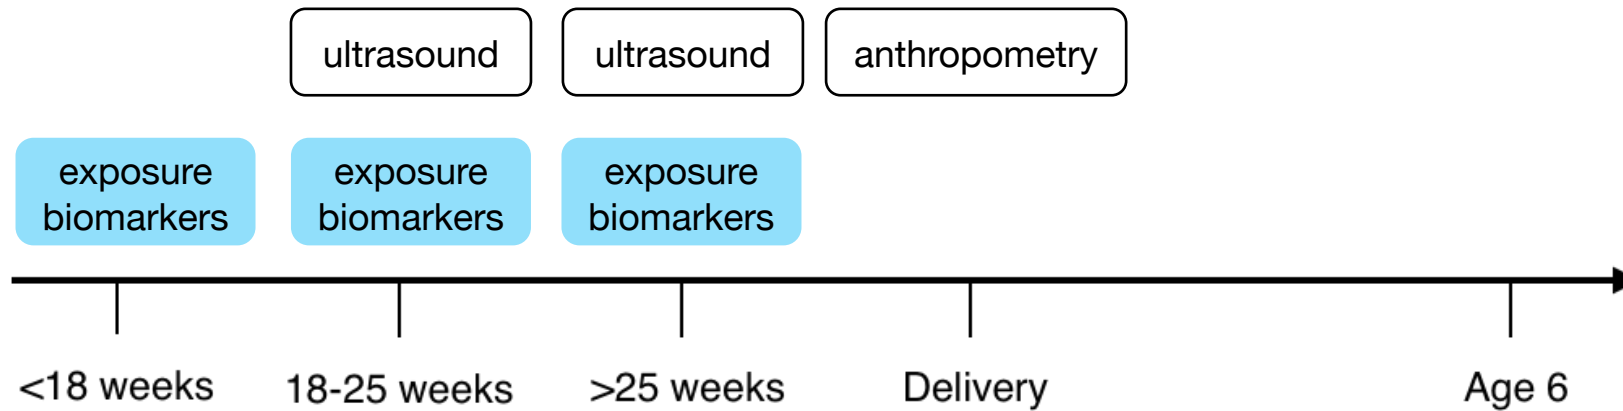 ultrasound
ultrasound
anthropometry
exposure
biomarkers
exposure
biomarkers
exposure
biomarkers
<18 weeks
18-25 weeks
>25 weeks
Delivery
Age 6